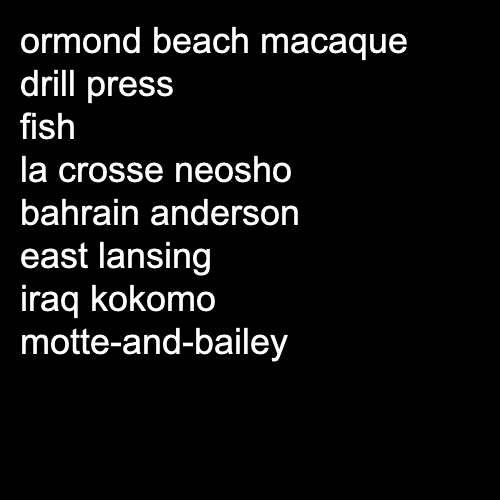 ormond beach macaque
drill press
fish
la crosse neosho
bahrain anderson
east lansing
iraq kokomo
motte-and-bailey